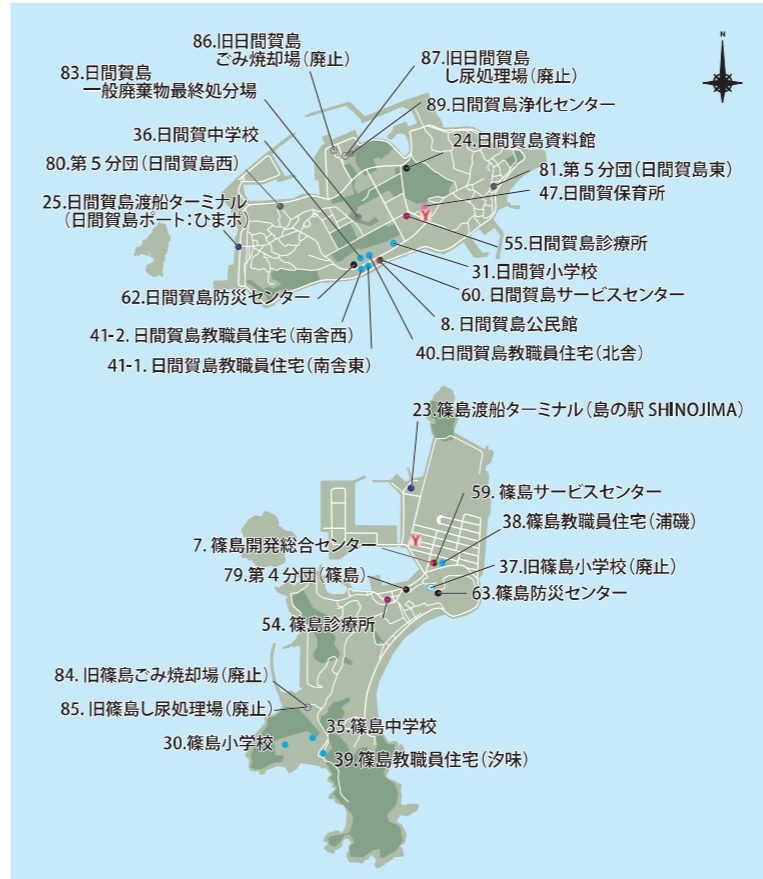 N
86.旧日間賀島
ごみ焼却場(廃止)
87.旧日間賀島
し尿処理場(廃止)
83.日間賀島
一般廃棄物最終処分場
89.日間賀島浄化センター
36.日間賀中学校
24.日間賀島資料館
80.第５分団(日間賀島西)
81.第５分団(日間賀島東)
47.日間賀保育所
25.日間賀島渡船ターミナル
(日間賀島ポート:ひまポ)
55.日間賀島診療所
31.日間賀小学校
62.日間賀島防災センター
60. 日間賀島サービスセンター
8. 日間賀島公民館
41-2. 日間賀島教職員住宅(南舎西)
40.日間賀島教職員住宅(北舎)
41-1. 日間賀島教職員住宅(南舎東)
23.篠島渡船ターミナル(島の駅 SHINOJIMA)
59. 篠島サービスセンター
38.篠島教職員住宅(浦磯)
7. 篠島開発総合センター
37.旧篠島小学校(廃止)
79.第４分団(篠島)
63.篠島防災センター
54. 篠島診療所
84. 旧篠島ごみ焼却場(廃止)
85. 旧篠島し尿処理場(廃止)
35.篠島中学校
30.篠島小学校
39.篠島教職員住宅(汐味)